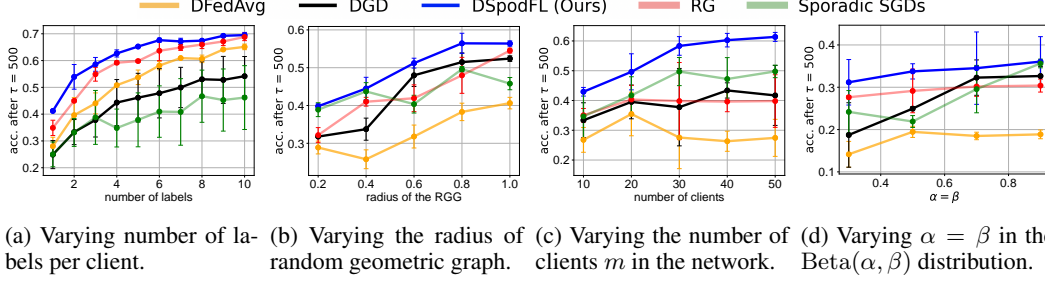 DFedAvg DGD DSpodFL (Ours) RG Sporadic SGDs
acc. after τ = 500
0.7
0.6
0.5
0.4
0.3
0.2
2 4 6 8 10
number of labels
acc. after τ = 500
0.6
0.5
0.4
0.3
0.2 0.4 0.6 0.8 1.0
radius of the RGG
acc. after τ = 500
0.6
0.5
0.4
0.3
0.2
10 20 30 40 50
number of clients
acc. after τ = 500
0.4
0.3
0.2
0.1
0.4 0.6 0.8
α = β
(a) Varying number of la-
bels per client.
(b) Varying the radius of
random geometric graph.
(c) Varying the number of
clients m in the network.
(d) Varying α = β in the
Beta(α, β) distribution.